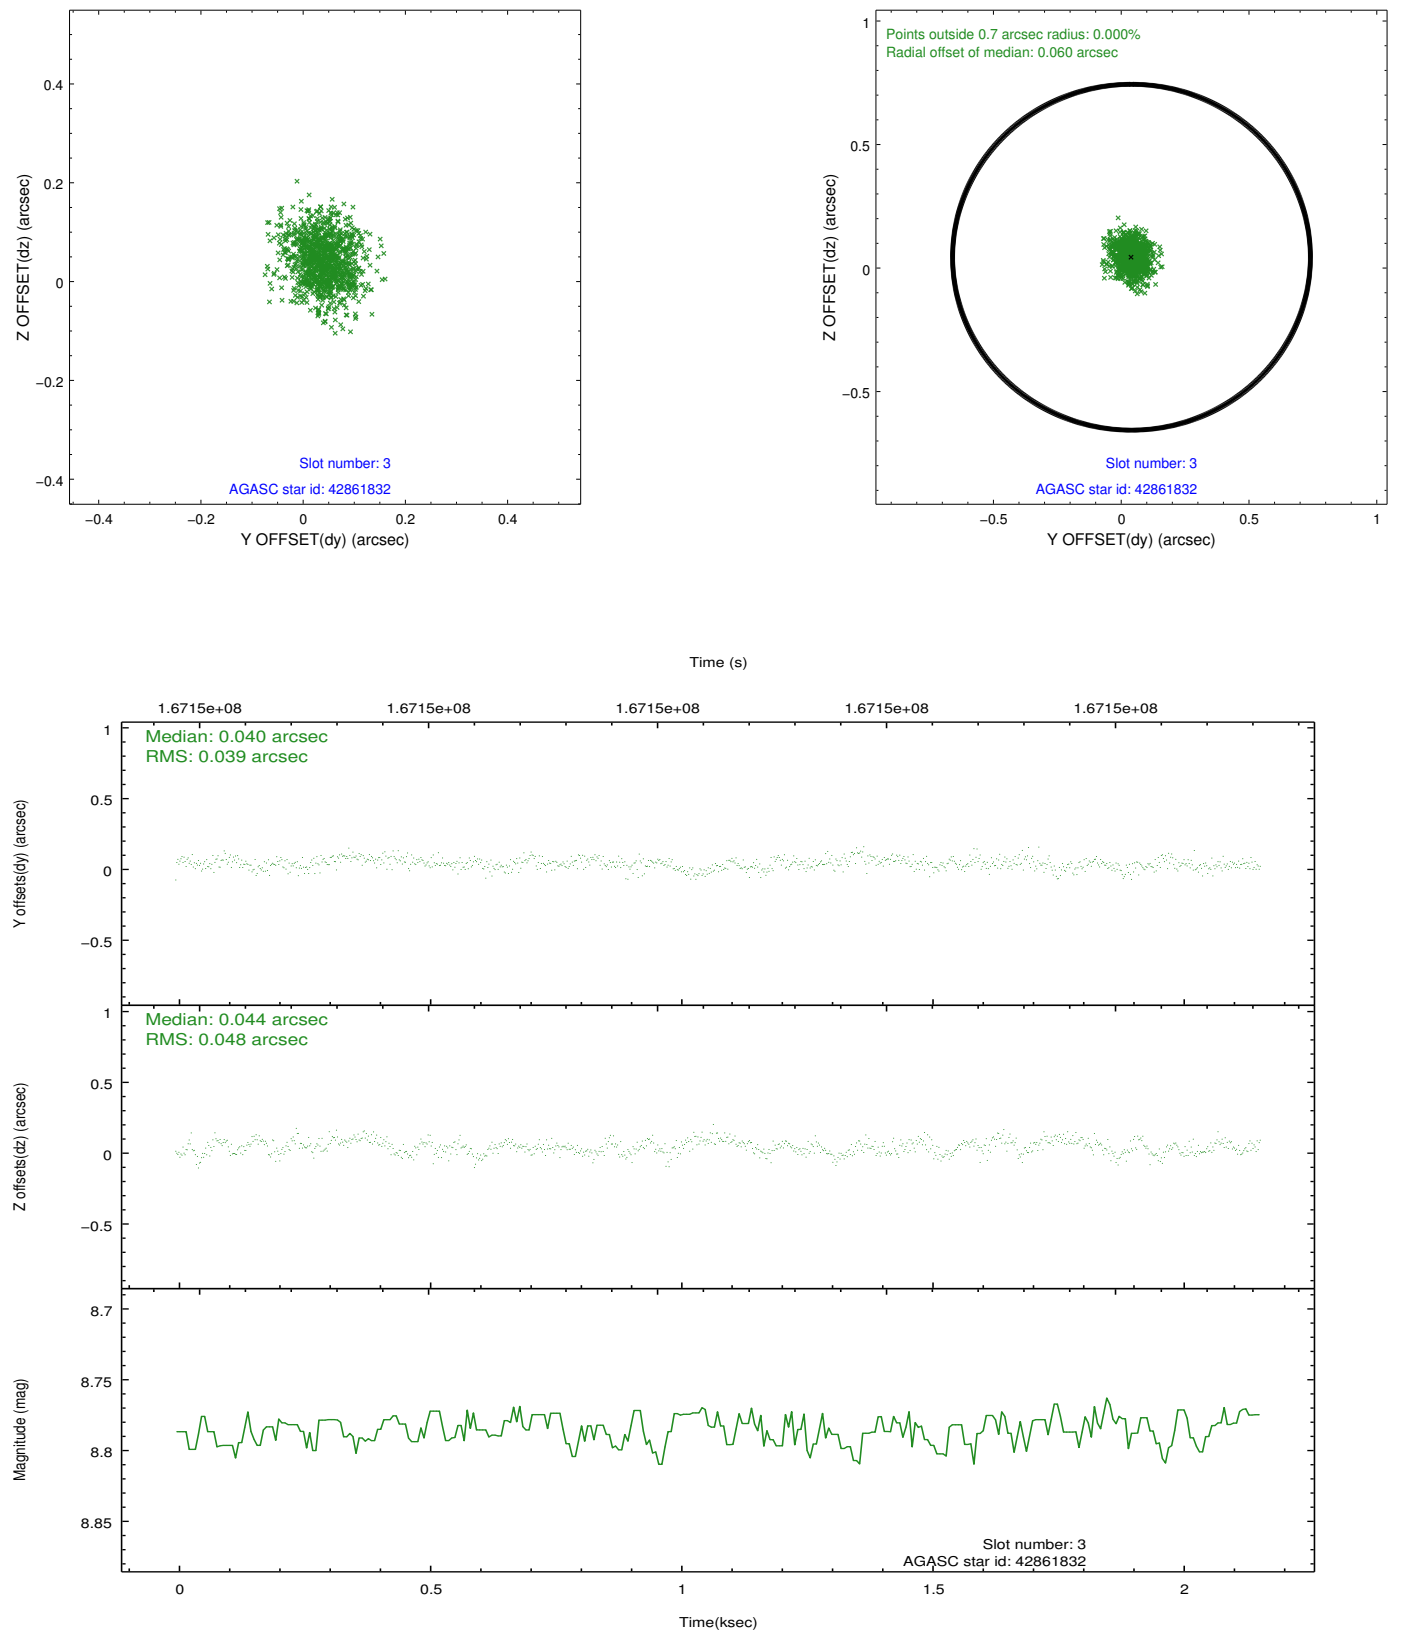 0.4
0.2
0
−0.2
−0.4
−0.4
−0.2
0
0.2
0.4
Z OFFSET(dz) (arcsec)
Y OFFSET(dy) (arcsec)
Slot number: 3
AGASC star id: 42861832
Points outside 0.7 arcsec radius: 0.000%
Radial offset of median: 0.060 arcsec
1
0.5
0
−0.5
−0.5
0
0.5
1
Z OFFSET(dz) (arcsec)
Y OFFSET(dy) (arcsec)
Slot number: 3
AGASC star id: 42861832
Time (s)
1.6715e+08
1.6715e+08
1.6715e+08
1.6715e+08
1.6715e+08
Median: 0.040 arcsec
RMS: 0.039 arcsec
1
0.5
0
−0.5
Y offsets(dy) (arcsec)
Median: 0.044 arcsec
RMS: 0.048 arcsec
1
0.5
0
−0.5
Z offsets(dz) (arcsec)
8.7
8.75
8.8
8.85
Magnitude (mag)
Slot number: 3
AGASC star id: 42861832
0
0.5
1
1.5
2
Time(ksec)